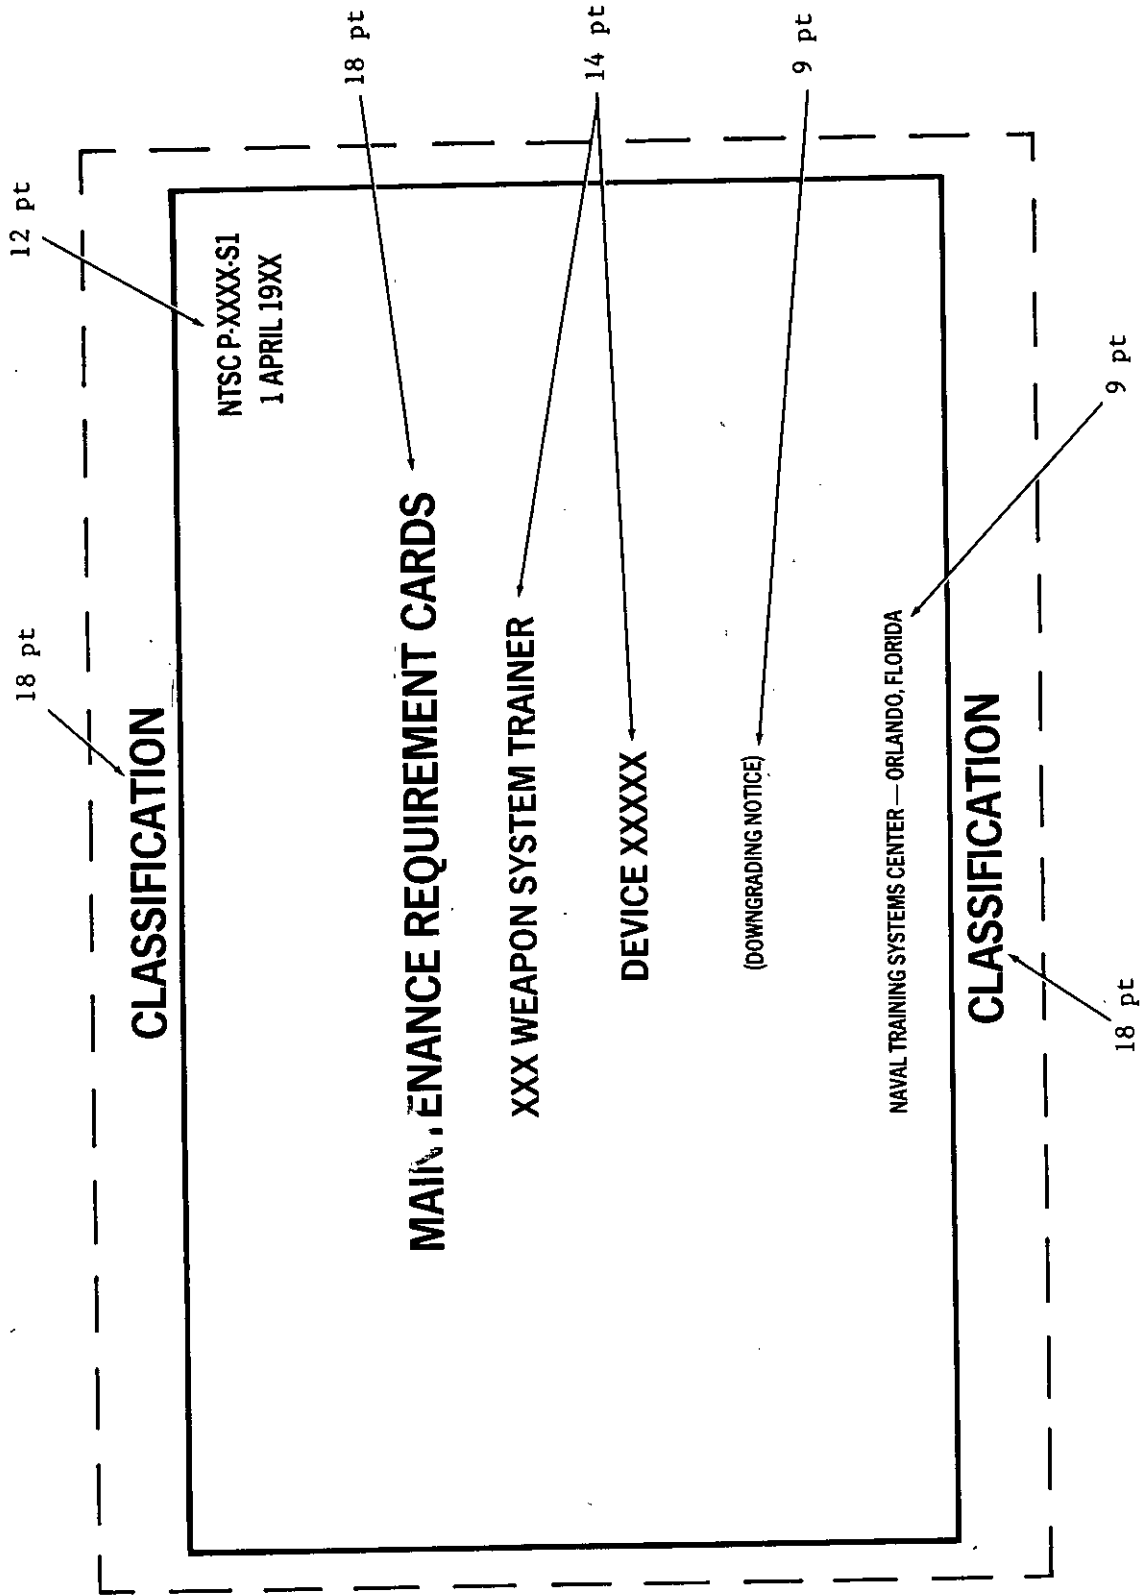 18 pt
12 pt
CLASSIFICATION
NTSC P-XXXX-S1
1 APRIL 19XX
18 pt
MAINTENANCE REQUIREMENT CARDS
XXX WEAPON SYSTEM TRAINER
14 pt
DEVICE XXXXX
(DOWNGRADING NOTICE)
9 pt
NAVAL TRAINING SYSTEMS CENTER — ORLANDO, FLORIDA
CLASSIFICATION
9 pt
18 pt